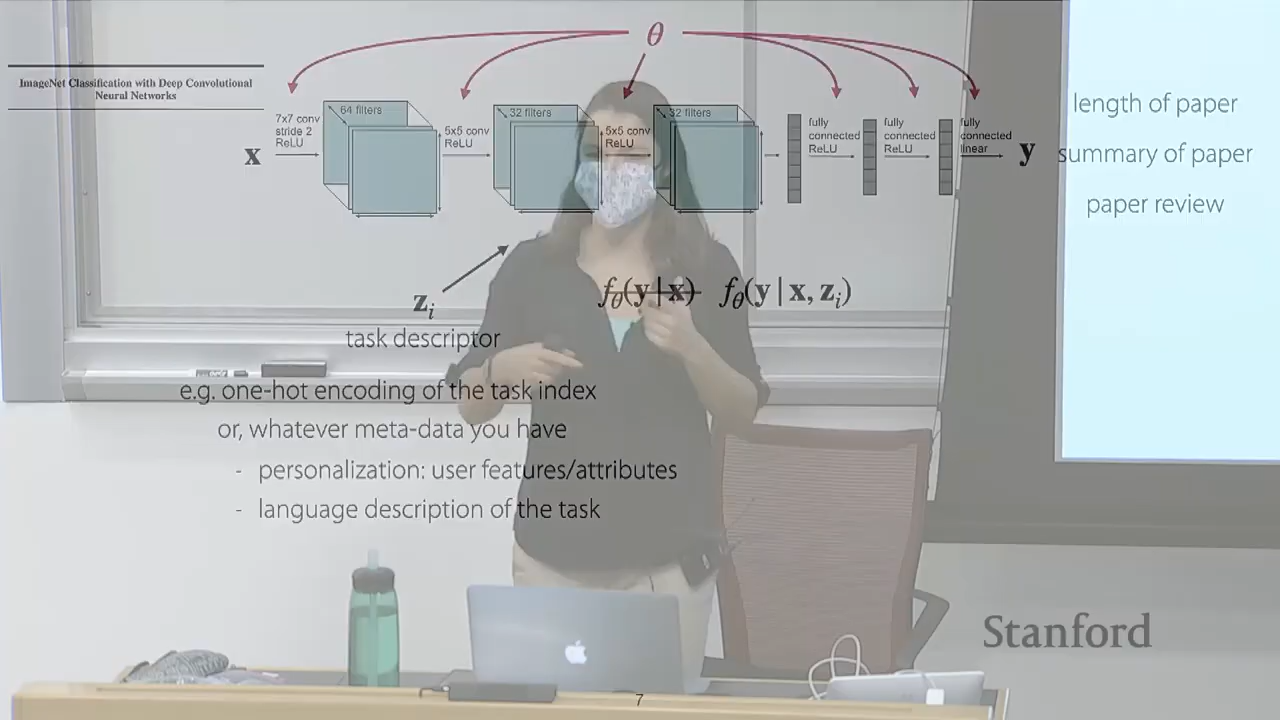 θ
ImageNet Classification with Deep Convolutional
Neural Networks
x
7x7 conv
stride 2
ReLU
64 filters
5x5 conv
ReLU
32 filters
5x5 conv
ReLU
32 filters
fully
connected
ReLU
fully
connected
ReLU
fully
connected
linear
y
length of paper
summary of paper
paper review
z_i
task descriptor
f_θ(y|x) f_θ(y|x, z_i)
e.g. one-hot encoding of the task index
or, whatever meta-data you have
- personalization: user features/attributes
- language description of the task
Stanford
7